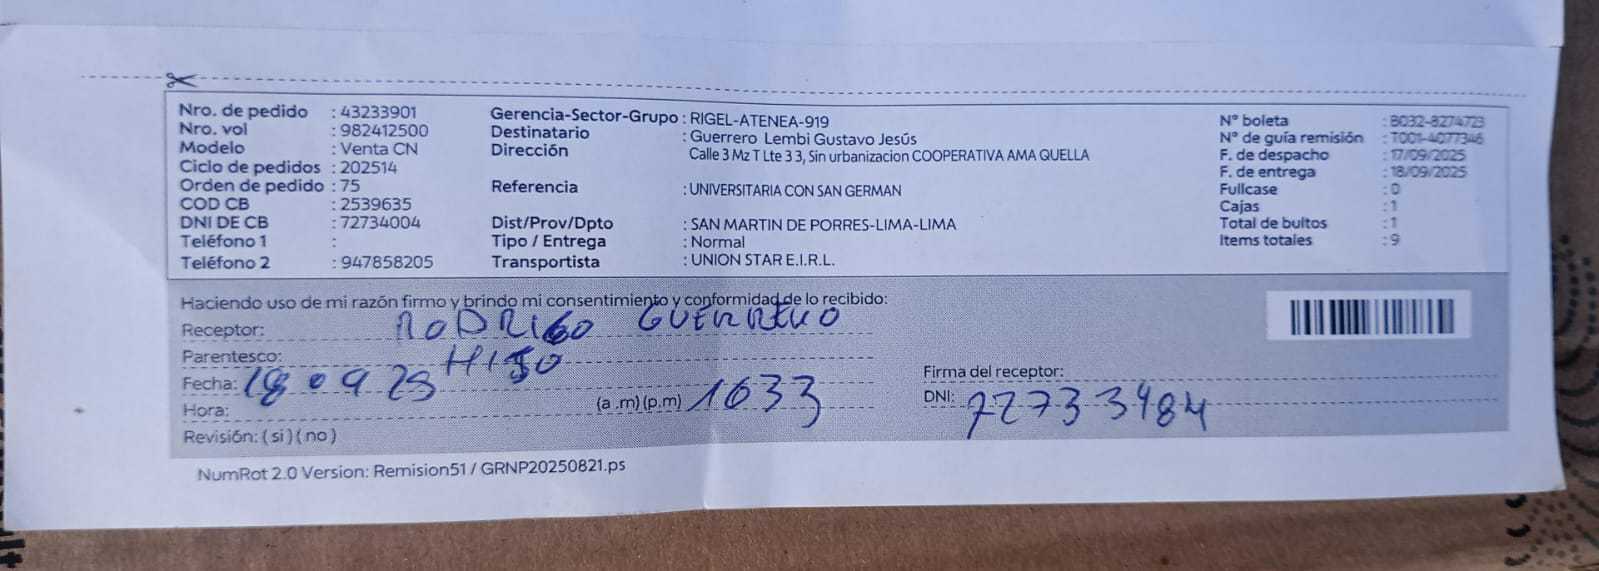 Nro. de pedido : 43233901
Nro. vol : 982412500
Modelo : Venta CN
Ciclo de pedidos : 202514
Orden de pedido : 75
COD CB : 2539635
DNI DE CB : 72734004
Teléfono 1 :
Teléfono 2 : 947858205
Gerencia-Sector-Grupo : RIGEL-ATENEA-919
Destinatario : Guerrero Lembi Gustavo Jesús
Dirección : Calle 3 Mz T Lte 3 3, Sin urbanizacion COOPERATIVA AMA QUELLA
Referencia : UNIVERSITARIA CON SAN GERMAN
Dist/Prov/Dpto : SAN MARTIN DE PORRES-LIMA-LIMA
Tipo / Entrega : Normal
Transportista : UNION STAR E.I.R.L.
N° boleta : B032-8274723
N° de guía remisión : T001-4077346
F. de despacho : 17/09/2025
F. de entrega : 18/09/2025
Fullcase : 0
Cajas : 1
Total de bultos : 1
Items totales : 9
Haciendo uso de mi razón firmo y brindo mi consentimiento y conformidad de lo recibido:
Receptor: RODRIGO GUERRERO
Parentesco: HIJO
Fecha: 18 09 25
Hora: (a .m) (p.m) 1633
Revisión: ( si ) ( no )
Firma del receptor:
DNI: 72733484
NumRot 2.0 Version: Remision51 / GRNP20250821.ps